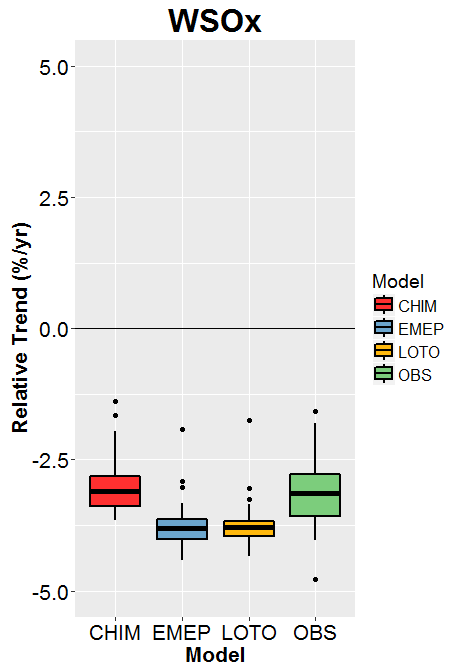 WSOx
Relative Trend (%/yr)
5.0
2.5
0.0
-2.5
-5.0
CHIM EMEP LOTO OBS
Model
Model
CHIM
EMEP
LOTO
OBS